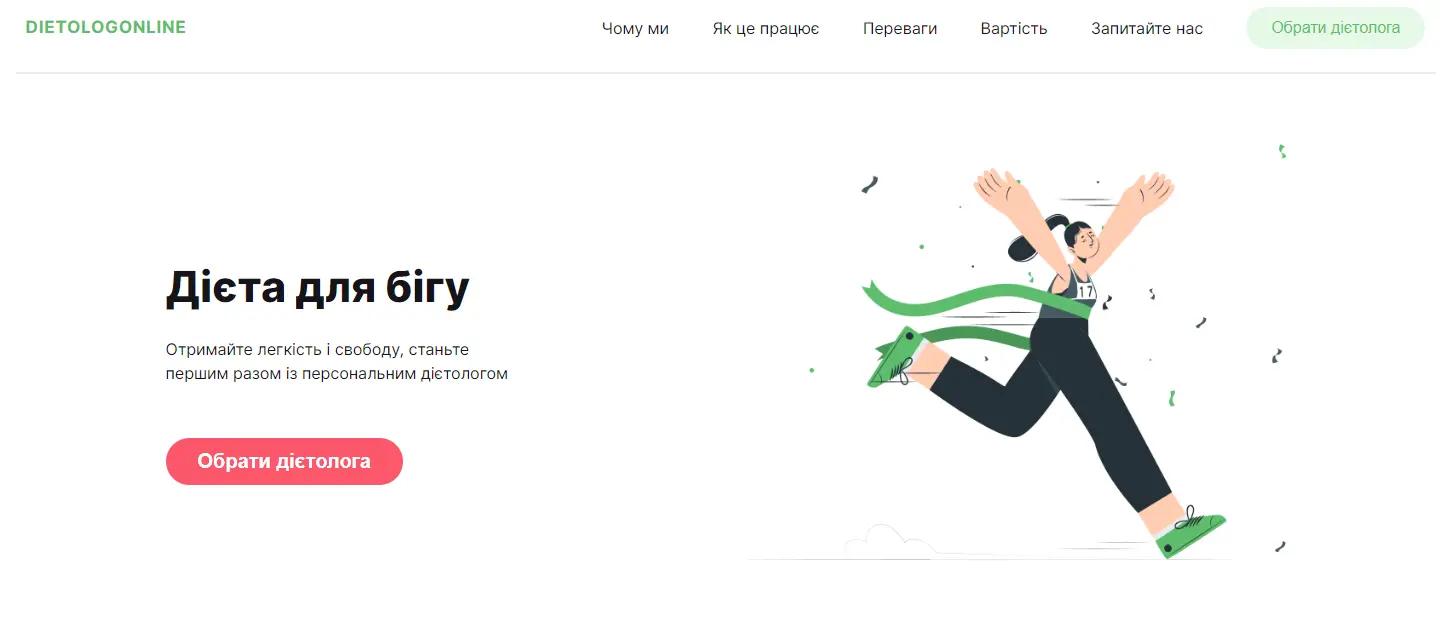 DIETOLOGONLINE
Чому ми
Як це працює
Переваги
Вартість
Запитайте нас
Обрати дієтолога
Дієта для бігу
Отримайте легкість і свободу, станьте
першим разом із персональним дієтологом
Обрати дієтолога
17